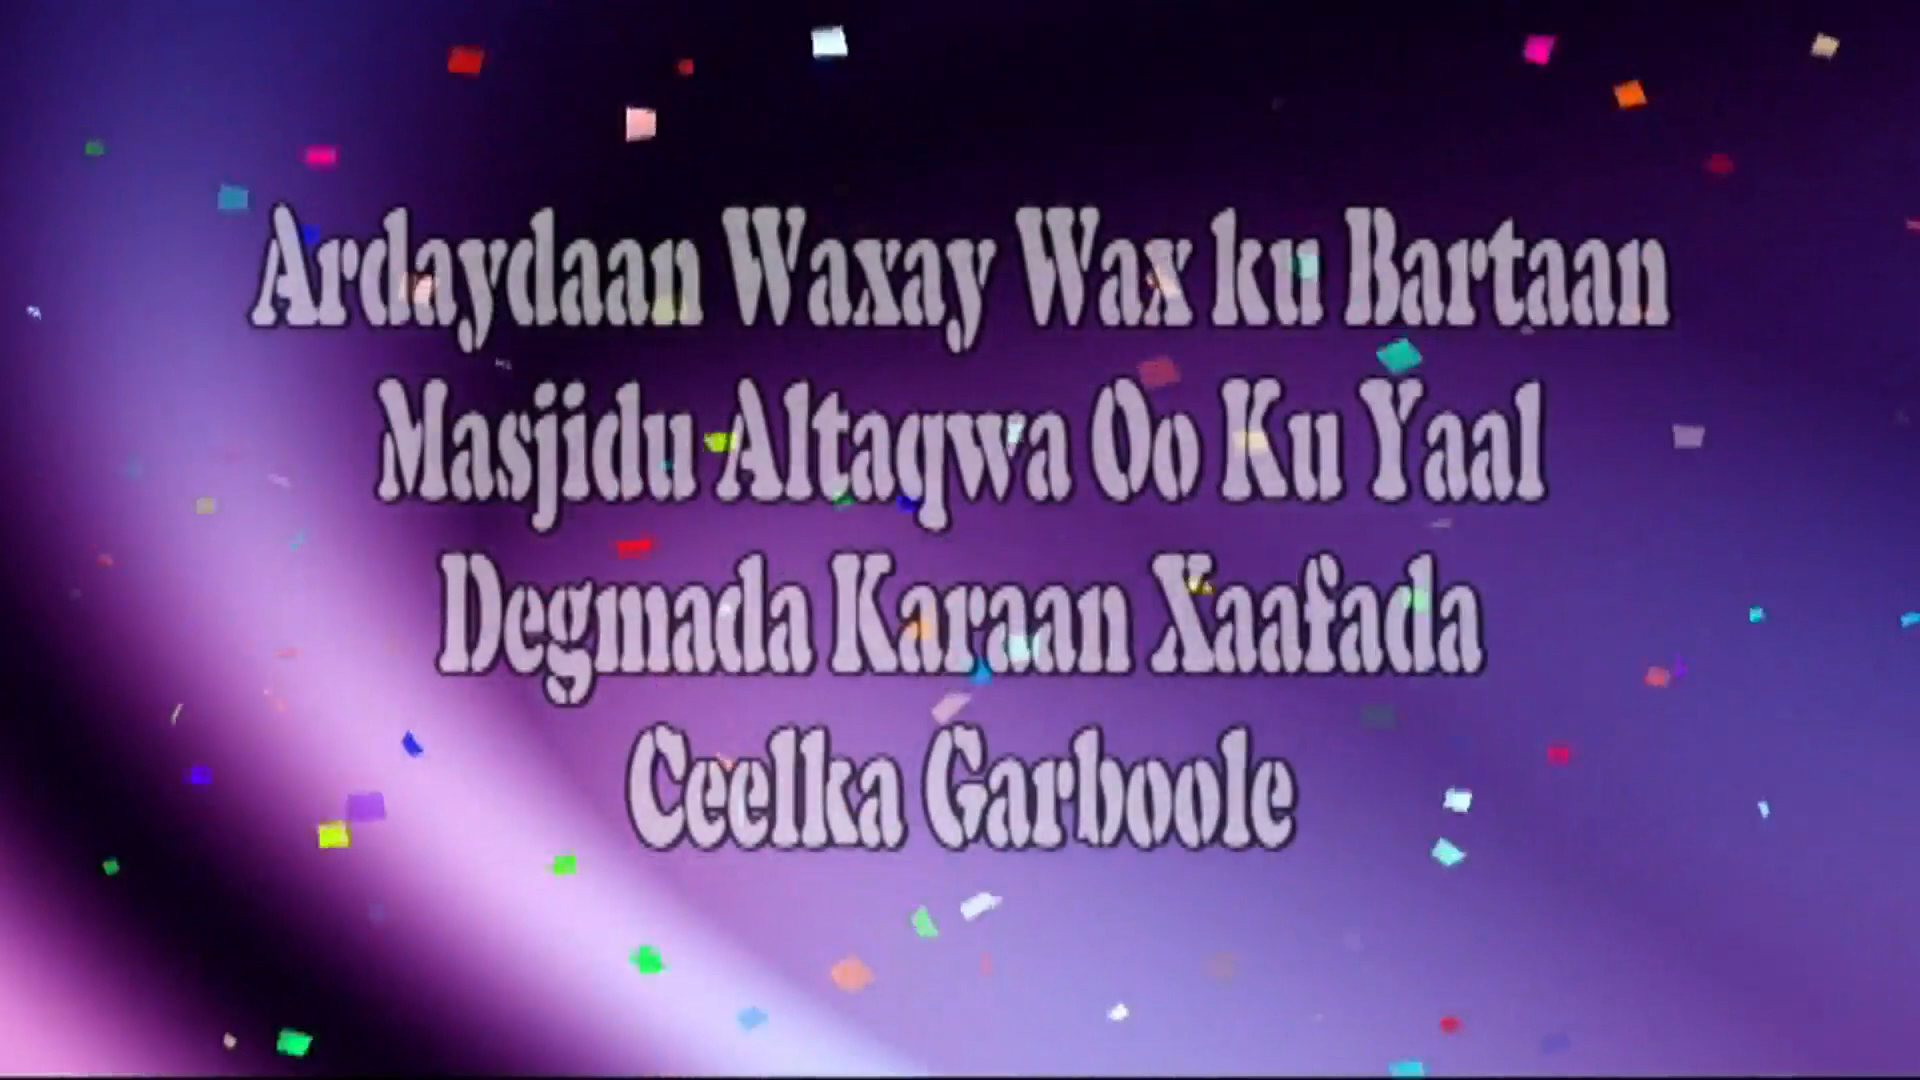 Ardaydaan Waxay Wax ku Bartaan
Masjidu Altaqwa Oo Ku Yaal
Degmada Karaan Xaafada
Ceelka Garboole